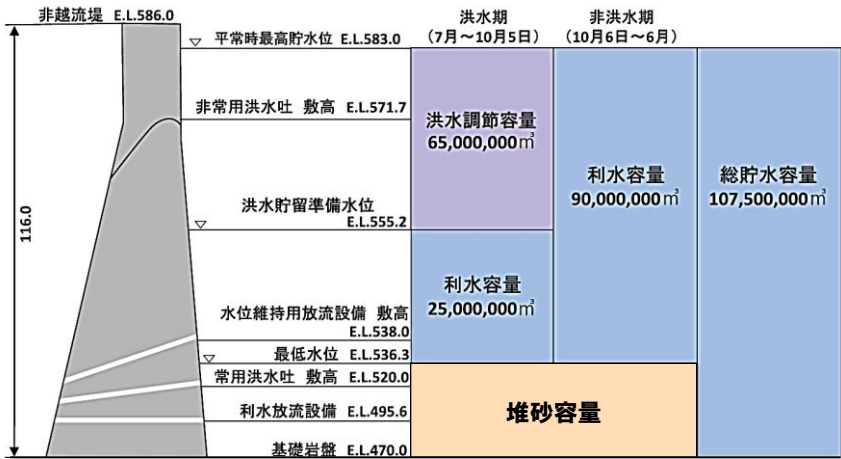 非越流堤 E.L.586.0
洪水期
(7月～10月5日)
非洪水期
(10月6日～6月)
平常時最高貯水位 E.L.583.0
非常用洪水吐 敷高 E.L.571.7
洪水調節容量
65,000,000㎥
利水容量
90,000,000㎥
総貯水容量
107,500,000㎥
116.0
洪水貯留準備水位
E.L.555.2
利水容量
25,000,000㎥
水位維持用放流設備 敷高
E.L.538.0
最低水位 E.L.536.3
常用洪水吐 敷高 E.L.520.0
利水放流設備 E.L.495.6
堆砂容量
基礎岩盤 E.L.470.0